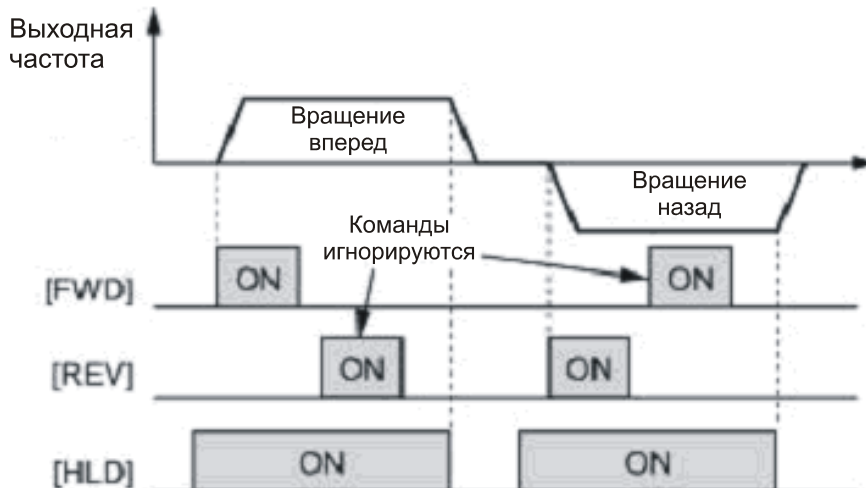 Выходная
частота
Вращение
вперед
Вращение
назад
Команды
игнорируются
[FWD] ON ON
[REV] ON ON
[HLD] ON ON